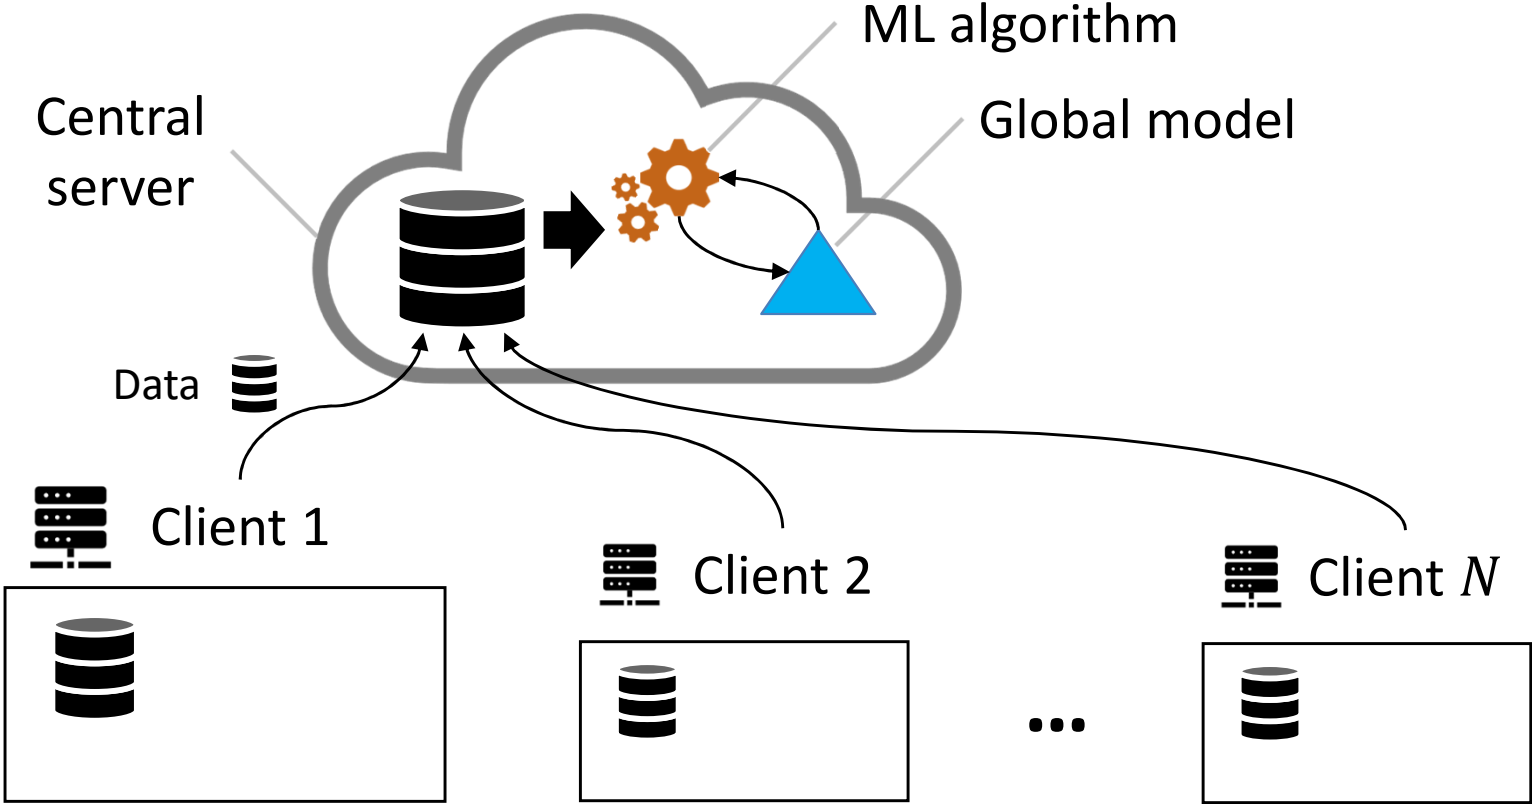 ML algorithm
Central
server
Global model
Data
Client 1
Client 2
Client N
...